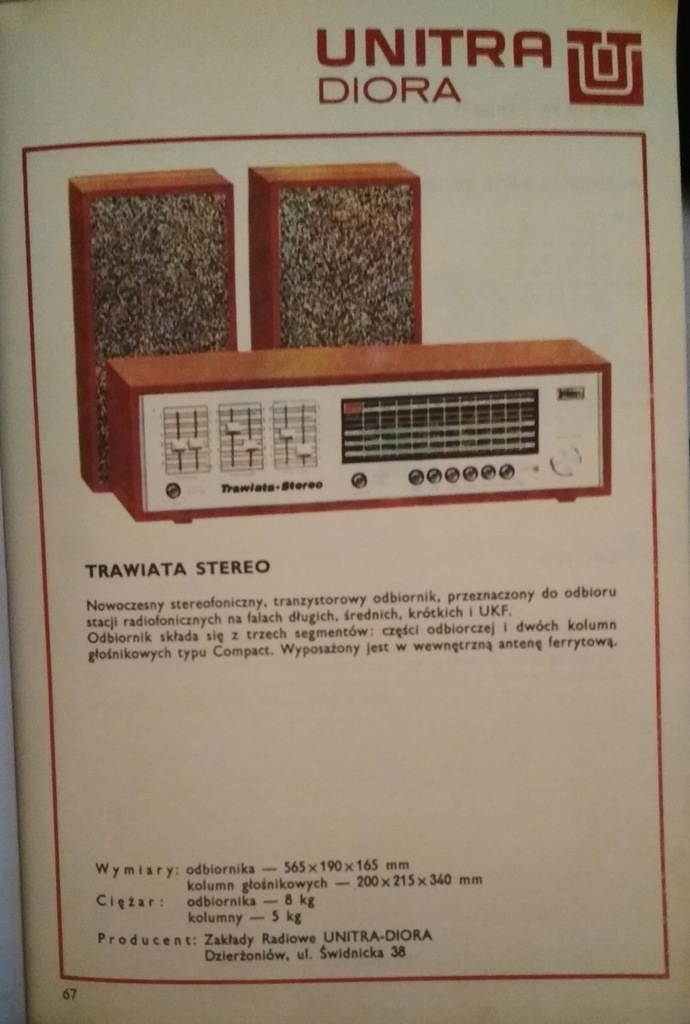 UNITRA
DIORA
Trawiata-Stereo
TRAWIATA STEREO
Nowoczesny stereofoniczny, tranzystorowy odbiornik, przeznaczony do odbioru
stacji radiofonicznych na falach długich, średnich, krótkich i UKF.
Odbiornik składa się z trzech segmentów: części odbiorczej i dwóch kolumn
głośnikowych typu Compact. Wyposażony jest w wewnętrzną antenę ferrytową.
Wymiary: odbiornika — 565×190×165 mm
kolumn głośnikowych — 200×215×340 mm
Ciężar: odbiornika — 8 kg
kolumny — 5 kg
Producent: Zakłady Radiowe UNITRA-DIORA
Dzierżoniów, ul. Świdnicka 38
67